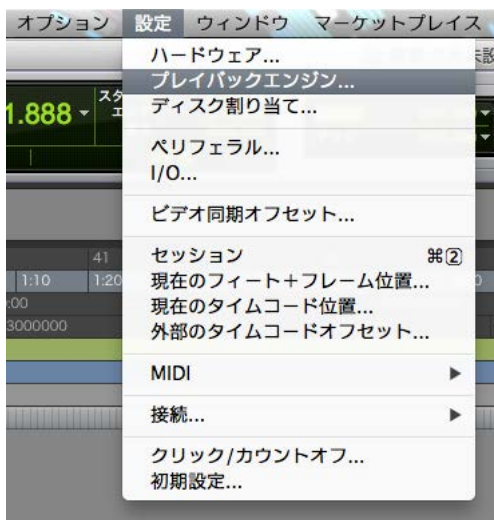 オプション 設定 ウィンドウ マーケットプレイス
ハードウェア...
プレイバックエンジン...
ディスク割り当て...
ペリフェラル...
I/O...
ビデオ同期オフセット...
セッション ⌘②
現在のフィート＋フレーム位置...
現在のタイムコード位置...
外部のタイムコードオフセット...
MIDI ▶
接続... ▶
クリック/カウントオフ...
初期設定...
1.888
スタ
エ
41
1:10 1:20
:00
3000000